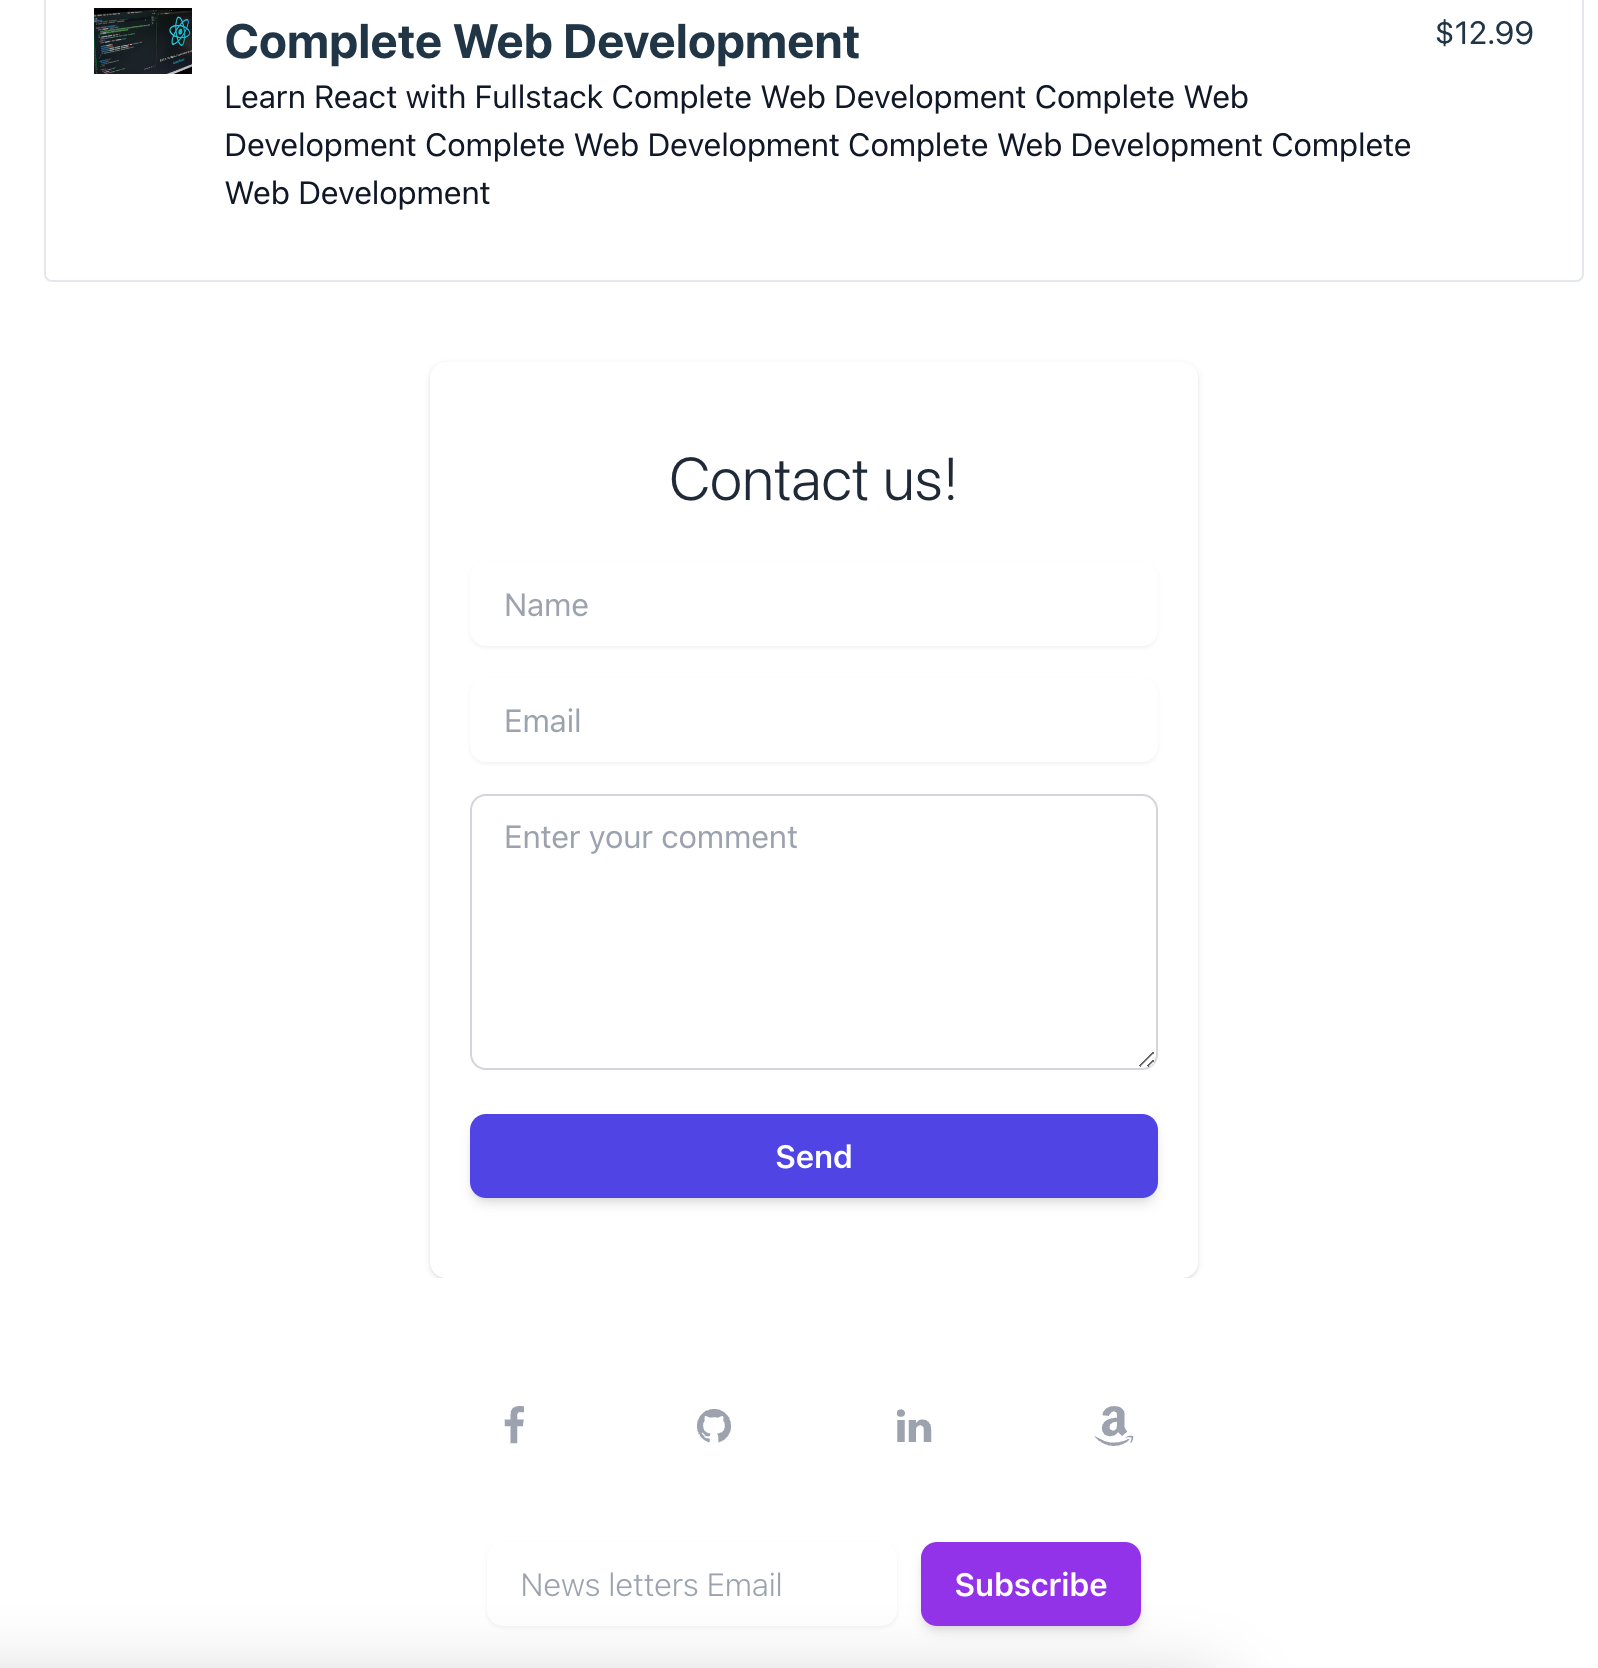 Complete Web Development
$12.99
Learn React with Fullstack Complete Web Development Complete Web
Development Complete Web Development Complete Web Development Complete
Web Development
Contact us!
Name
Email
Enter your comment
Send
News letters Email
Subscribe